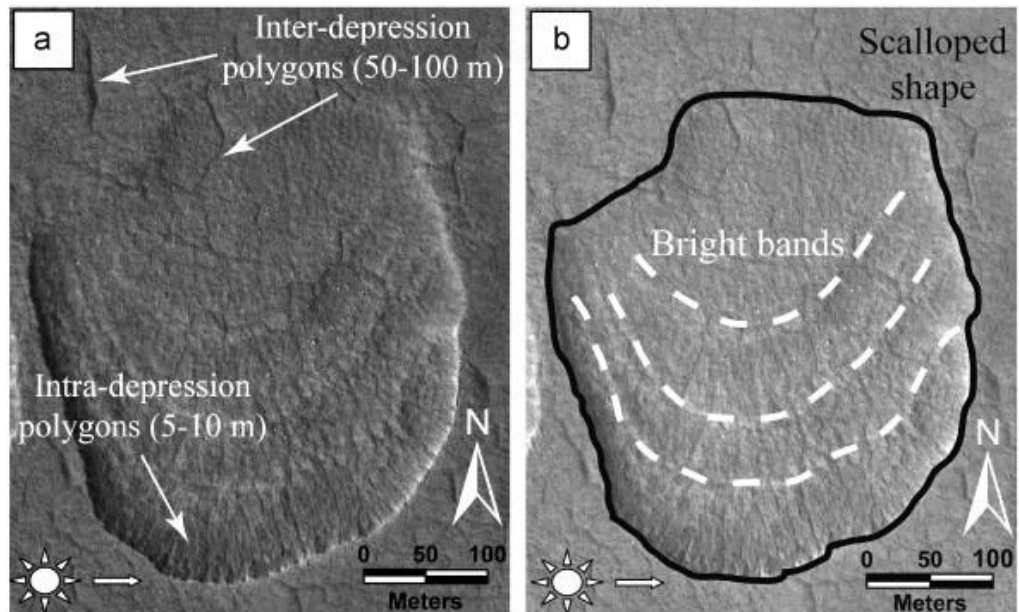 a
Inter-depression
polygons (50-100 m)
Intra-depression
polygons (5-10 m)
N
0 50 100
Meters
b
Scalloped
shape
Bright bands
N
0 50 100
Meters